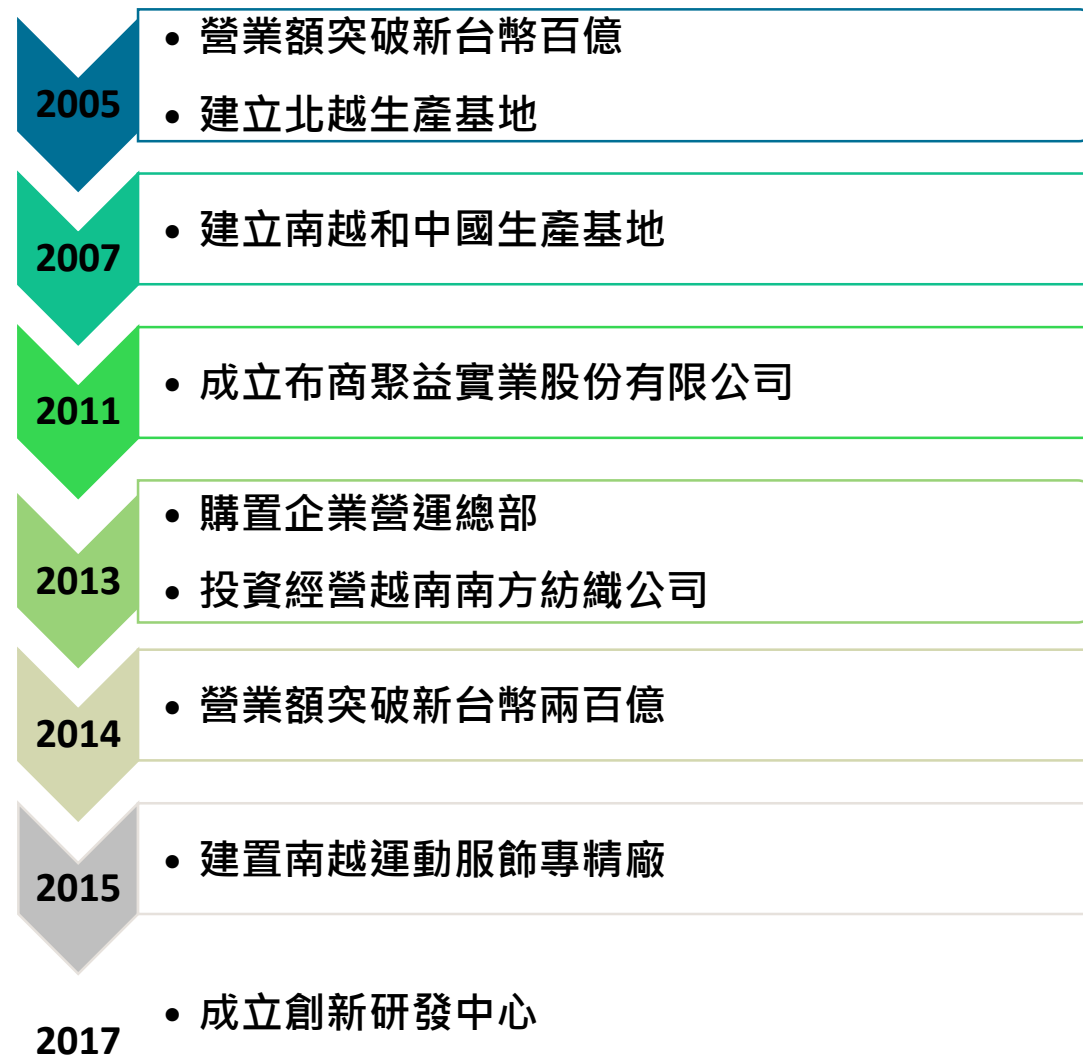 2005
• 營業額突破新台幣百億
• 建立北越生產基地
2007
• 建立南越和中國生產基地
2011
• 成立布商聚益實業股份有限公司
2013
• 購置企業營運總部
• 投資經營越南南方紡織公司
2014
• 營業額突破新台幣兩百億
2015
• 建置南越運動服飾專精廠
2017
• 成立創新研發中心